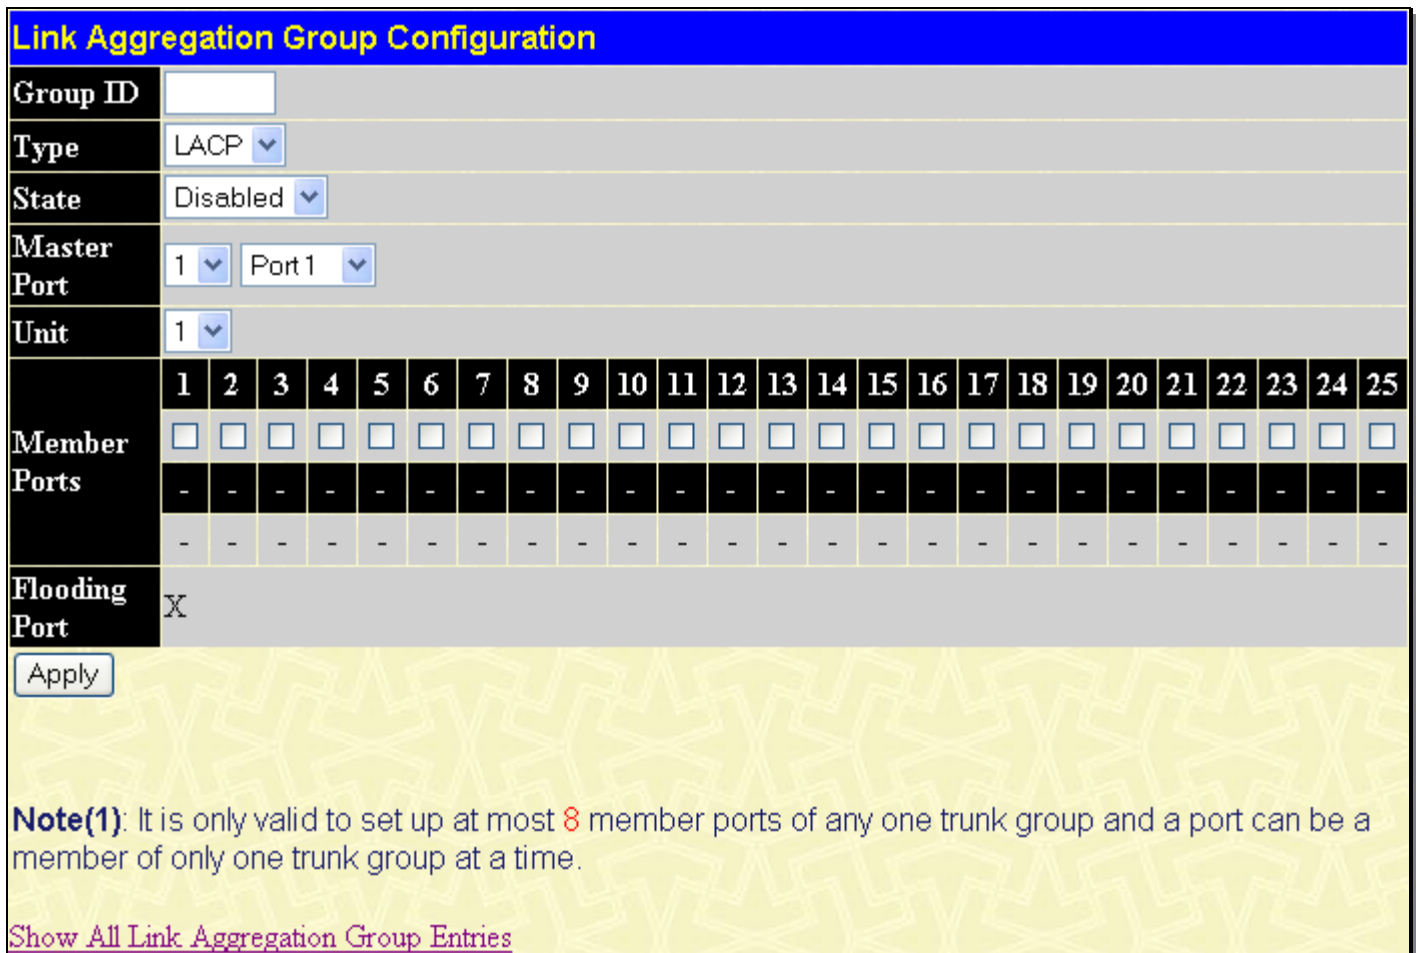 Link Aggregation Group Configuration
Group ID
Type LACP
State Disabled
Master
Port
1 Port 1
Unit 1
Member
Ports
1 2 3 4 5 6 7 8 9 10 11 12 13 14 15 16 17 18 19 20 21 22 23 24 25
- - - - - - - - - - - - - - - - - - - - - - - - -
- - - - - - - - - - - - - - - - - - - - - - - - -
Flooding
Port
X
Apply
Note(1): It is only valid to set up at most 8 member ports of any one trunk group and a port can be a
member of only one trunk group at a time.
Show All Link Aggregation Group Entries